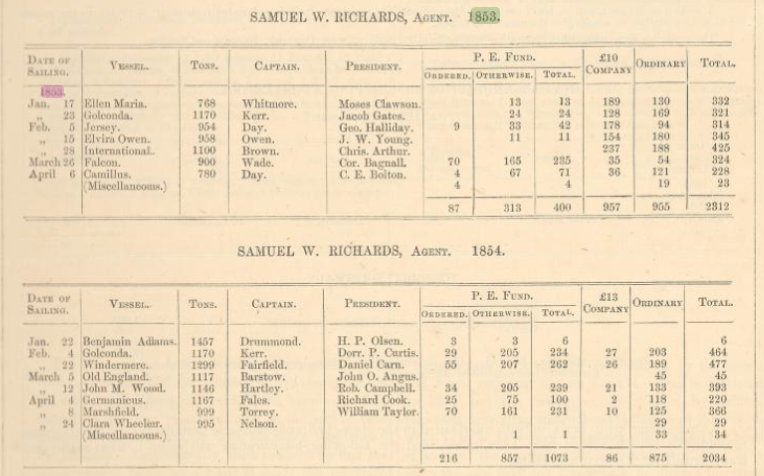 SAMUEL W. RICHARDS, AGENT. 1853.
DATE OF SAILING. VESSEL. TONS. CAPTAIN. PRESIDENT. P. E. FUND. £10 COMPANY ORDINARY TOTAL.
ORDERED. OTHERWISE. TOTAL.
1853.
Jan. 17 Ellen Maria. 768 Whitmore. Moses Clawson. 13 13 189 130 332
„ 23 Golconda. 1170 Kerr. Jacob Gates. 24 24 128 169 321
Feb. 5 Jersey. 954 Day. Geo. Halliday. 9 33 42 178 94 314
„ 15 Elvira Owen. 958 Owen. J. W. Young. 11 11 154 180 345
„ 28 International. 1100 Brown. Chris. Arthur. 237 188 425
March 26 Falcon. 900 Wade. Cor. Bagnall. 70 165 235 35 54 324
April 6 Camillus. 780 Day. C. E. Bolton. 4 67 71 36 121 228
(Miscellaneous.) 4 4 19 23
87 313 400 957 955 2312
SAMUEL W. RICHARDS, AGENT. 1854.
DATE OF SAILING. VESSEL. TONS. CAPTAIN. PRESIDENT. P. E. FUND. £13 COMPANY ORDINARY TOTAL.
ORDERED. OTHERWISE. TOTAL.
Jan. 22 Benjamin Adams. 1457 Drummond. H. P. Olsen. 3 3 6 6
Feb. 4 Golconda. 1170 Kerr. Dorr. P. Curtis. 29 205 234 27 203 464
„ 22 Windermere. 1299 Fairfield. Daniel Carn. 55 207 262 26 189 477
March 5 Old England. 1117 Barstow. John O. Angus. 45 45
„ 12 John M. Wood. 1146 Hartley. Rob. Campbell. 34 205 239 21 133 393
April 4 Germanicus. 1167 Fales. Richard Cook. 25 75 100 2 118 220
„ 8 Marshfield. 999 Torrey. William Taylor. 70 161 231 10 125 366
„ 24 Clara Wheeler. 995 Nelson. 29 29
(Miscellaneous.) 1 1 33 34
216 857 1073 86 875 2034